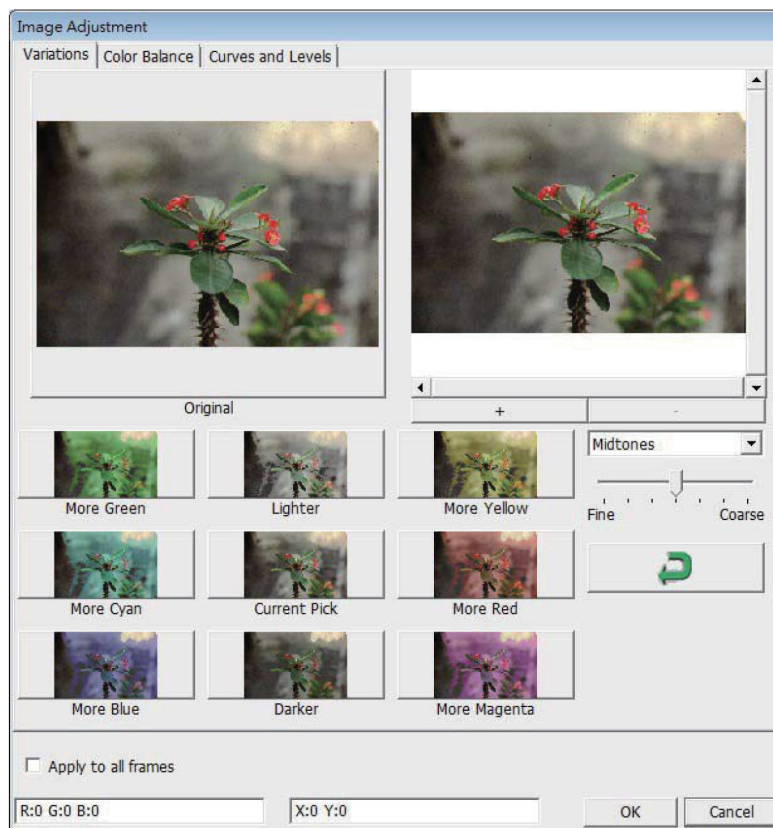 Image Adjustment
Variations Color Balance Curves and Levels
Original
+ -
Midtones
Fine Coarse
More Green Lighter More Yellow
More Cyan Current Pick More Red
More Blue Darker More Magenta
Apply to all frames
R:0 G:0 B:0 X:0 Y:0 OK Cancel